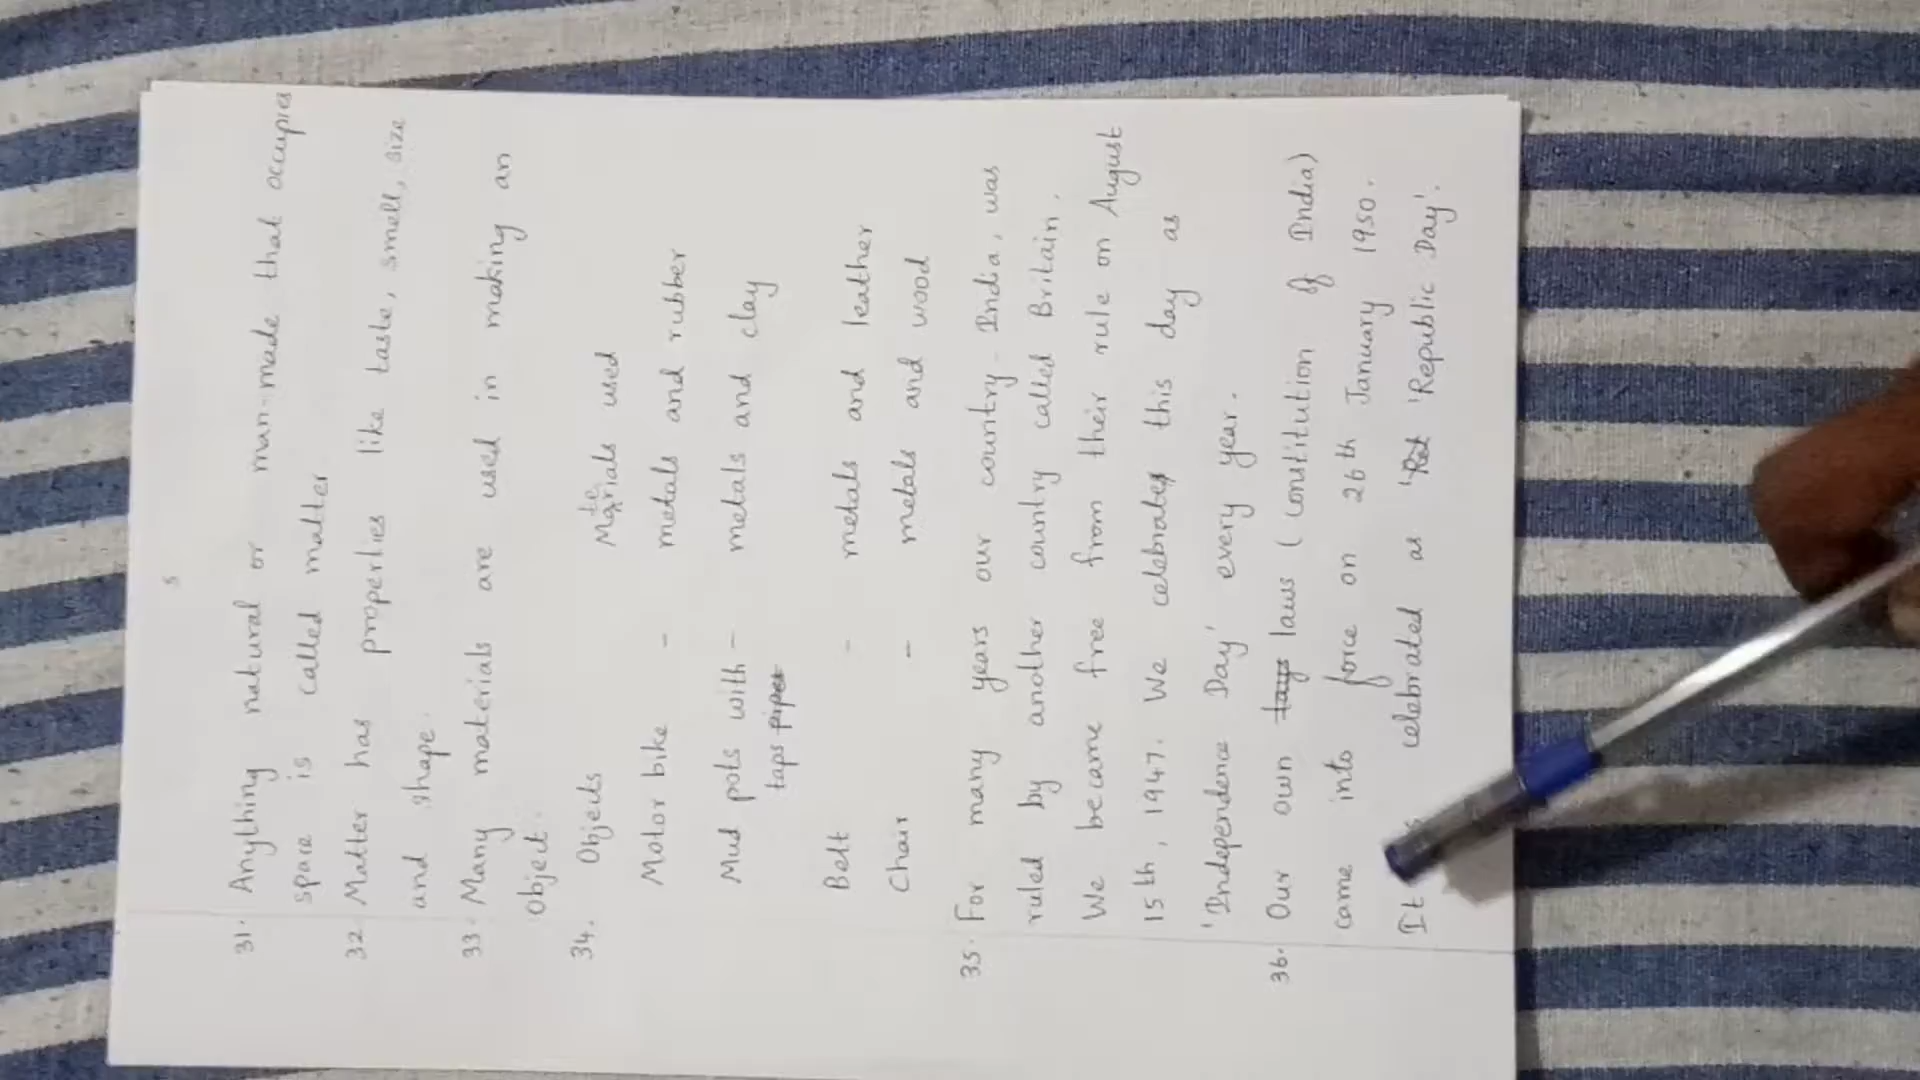 5
31. Anything natural or man-made that occupies
space is called matter
32. Matter has properties like taste, smell, size
and shape.
33. Many materials are used in making an
Object.
34. Objects Materials used
Motor bike - metals and rubber
Mud pots with - metals and clay
taps pipes
Belt - metals and leather
Chair - metals and wood
35. For many years our country - India, was
ruled by another country called Britain.
We became free from their rule on August
15th, 1947. We celebrate this day as
'Independence Day' every year.
36. Our own laws (Constitution of India)
came into force on 26th January 1950.
It celebrated as 'Republic Day'.